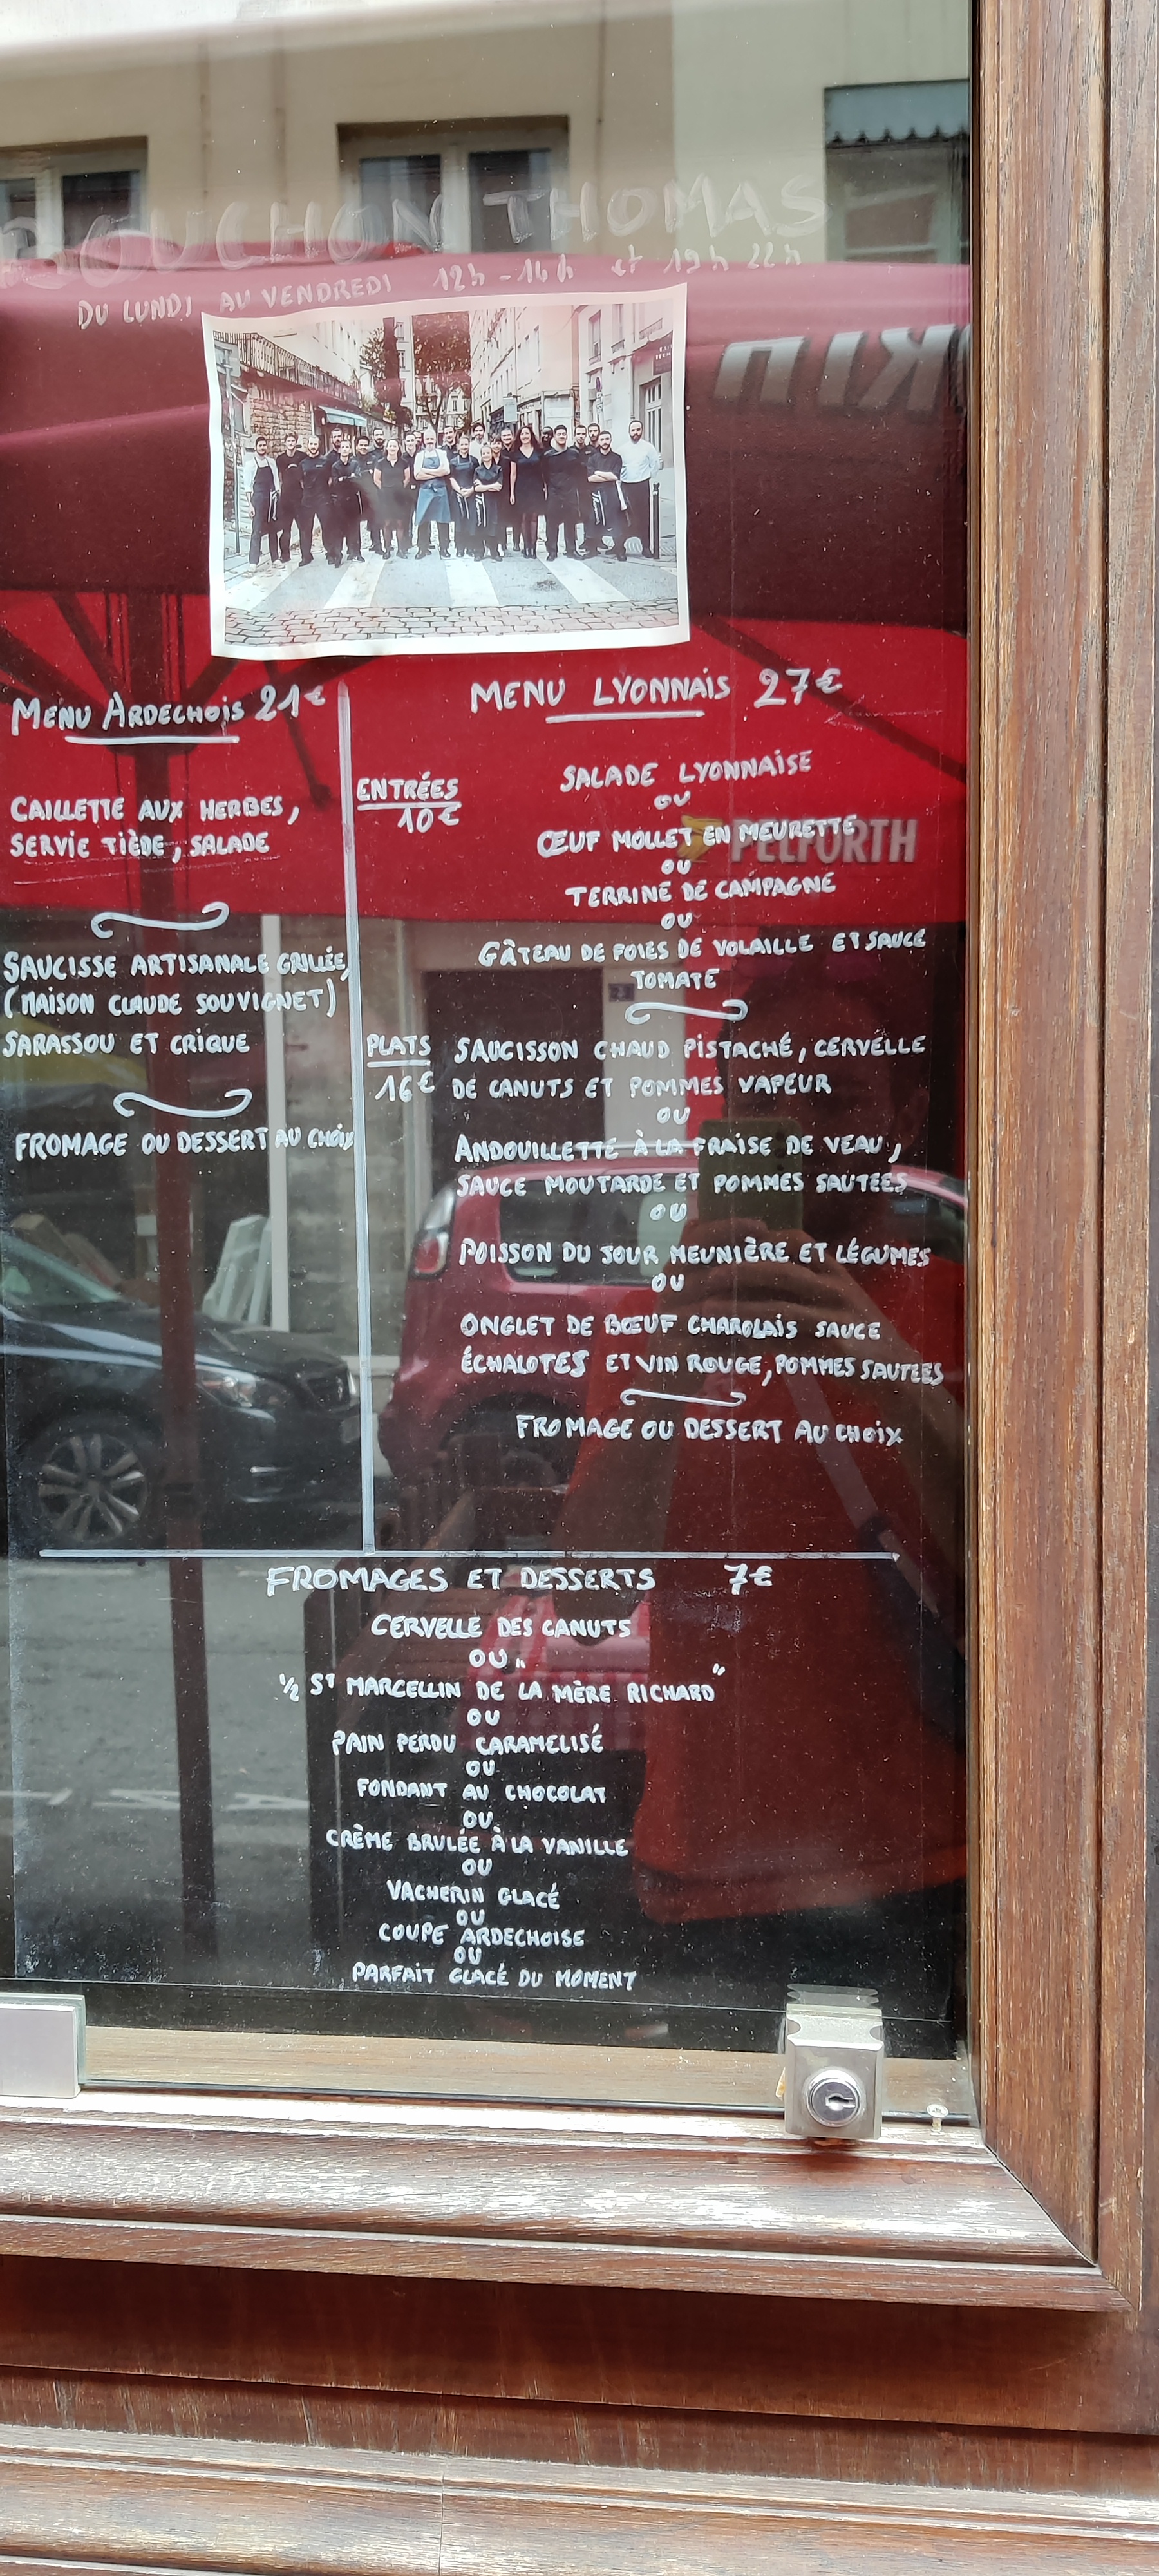 BOUCHON THOMAS
DU LUNDI AU VENDREDI 12h-14h et 19h 22h
MENU ARDECHOIS 21€
CAILLETTE AUX HERBES,
SERVIE TIÈDE, SALADE
SAUCISSE ARTISANALE GRILLÉE,
(MAISON CLAUDE SOUVIGNET)
SARASSOU ET CRIQUE
FROMAGE OU DESSERT AU CHOIX
ENTRÉES
10€
PLATS
16€
MENU LYONNAIS 27€
SALADE LYONNAISE
OU
ŒUF MOLLET EN MEURETTE
OU
TERRINE DE CAMPAGNE
OU
GÂTEAU DE FOIES DE VOLAILLE ET SAUCE
TOMATE
SAUCISSON CHAUD PISTACHÉ, CERVELLE
DE CANUTS ET POMMES VAPEUR
OU
ANDOUILLETTE À LA FRAISE DE VEAU,
SAUCE MOUTARDE ET POMMES SAUTEES
OU
POISSON DU JOUR MEUNIÈRE ET LÉGUMES
OU
ONGLET DE BŒUF CHAROLAIS SAUCE
ÉCHALOTES ET VIN ROUGE, POMMES SAUTEES
FROMAGE OU DESSERT AU CHOIX
FROMAGES ET DESSERTS 7€
CERVELLE DES CANUTS
OU
½ ST MARCELLIN DE "LA MÈRE RICHARD"
OU
PAIN PERDU CARAMELISÉ
OU
FONDANT AU CHOCOLAT
OU
CRÈME BRULÉE À LA VANILLE
OU
VACHERIN GLACÉ
OU
COUPE ARDECHOISE
OU
PARFAIT GLACÉ DU MOMENT
PELFORTH